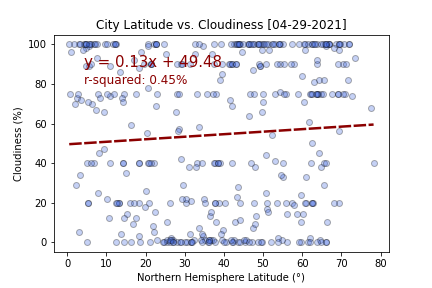 City Latitude vs. Cloudiness [04-29-2021]
100
80
60
40
20
0
Cloudiness (%)
y = 0.13x + 49.48
r-squared: 0.45%
0 10 20 30 40 50 60 70 80
Northern Hemisphere Latitude (°)